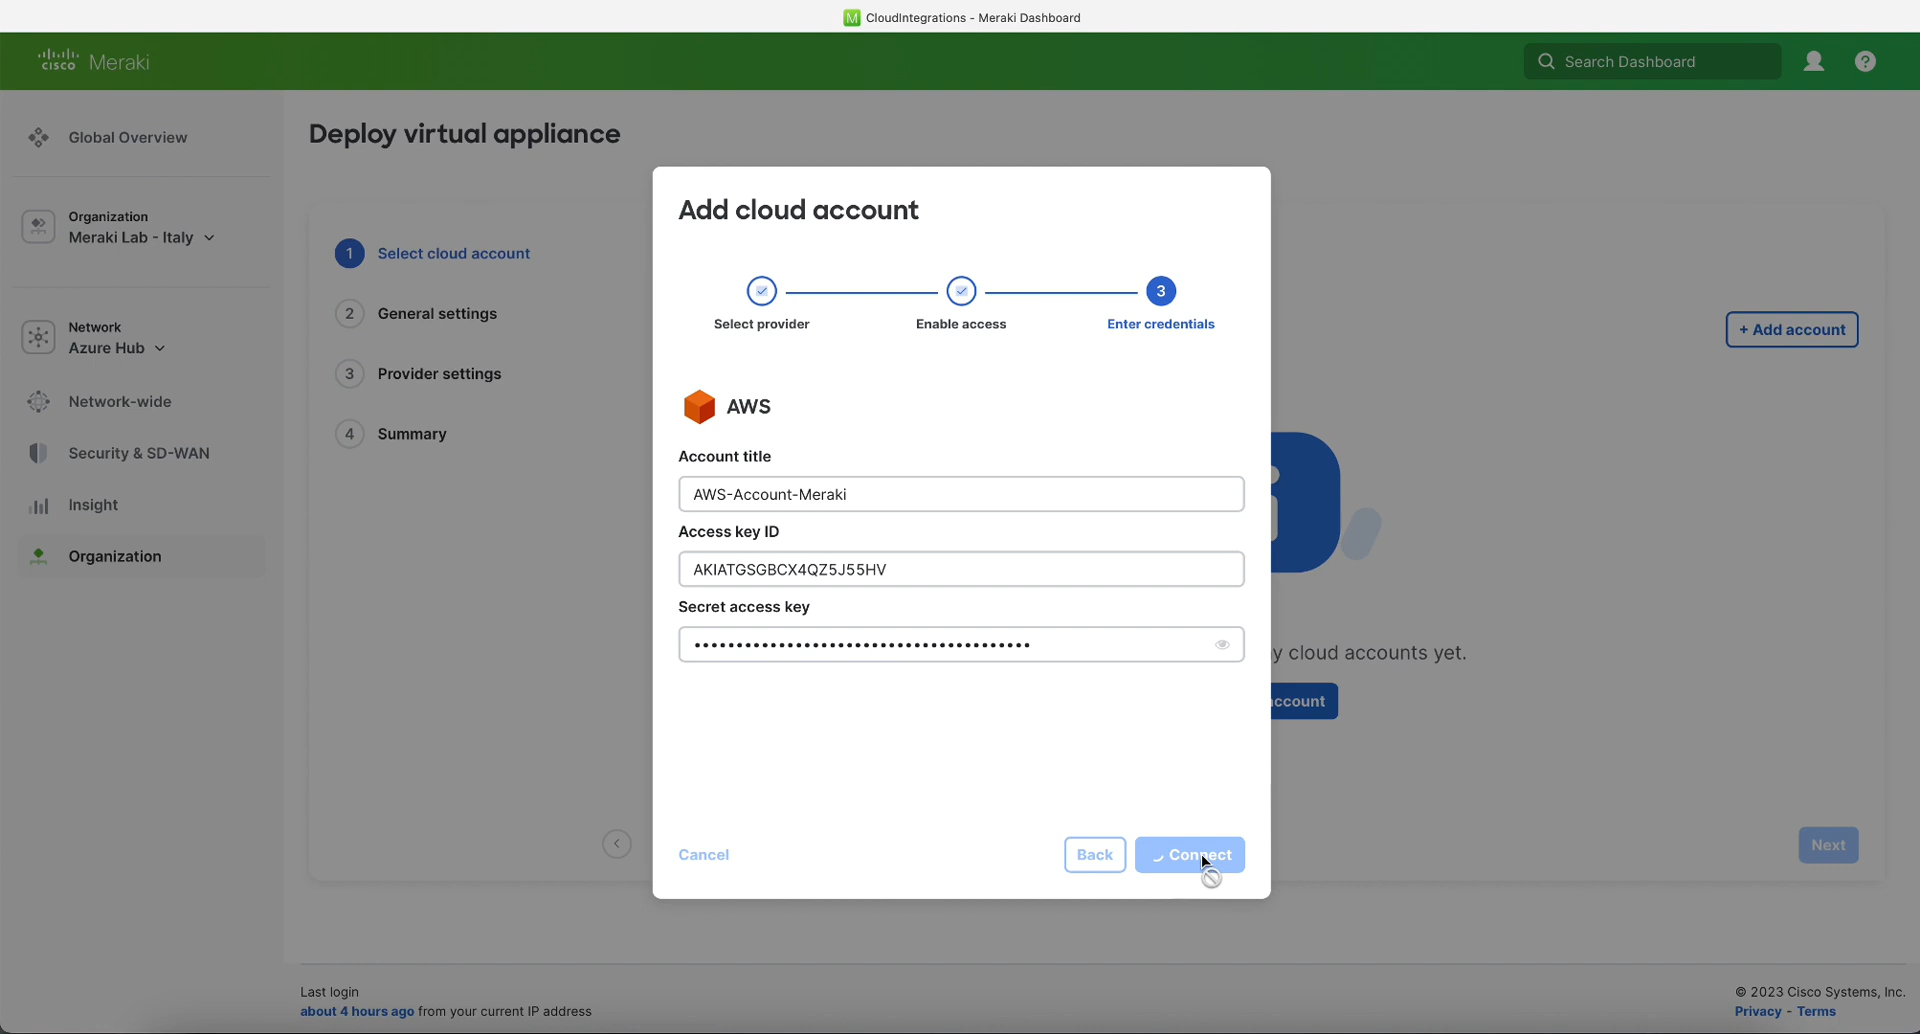 M CloudIntegrations - Meraki Dashboard
cisco Meraki
Search Dashboard
?
Global Overview
Organization
Meraki Lab - Italy
Network
Azure Hub
Network-wide
Security & SD-WAN
Insight
Organization
Deploy virtual appliance
1 Select cloud account
2 General settings
3 Provider settings
4 Summary
+ Add account
Add cloud account
3
Select provider
Enable access
Enter credentials
AWS
Account title
AWS-Account-Meraki
Access key ID
AKIATGSGBCX4QZ5J55HV
Secret access key
••••••••••••••••••••••••••••••••••••••••
y cloud accounts yet.
ccount
Cancel
Back
Connect
Next
Last login
about 4 hours ago from your current IP address
© 2023 Cisco Systems, Inc.
Privacy - Terms